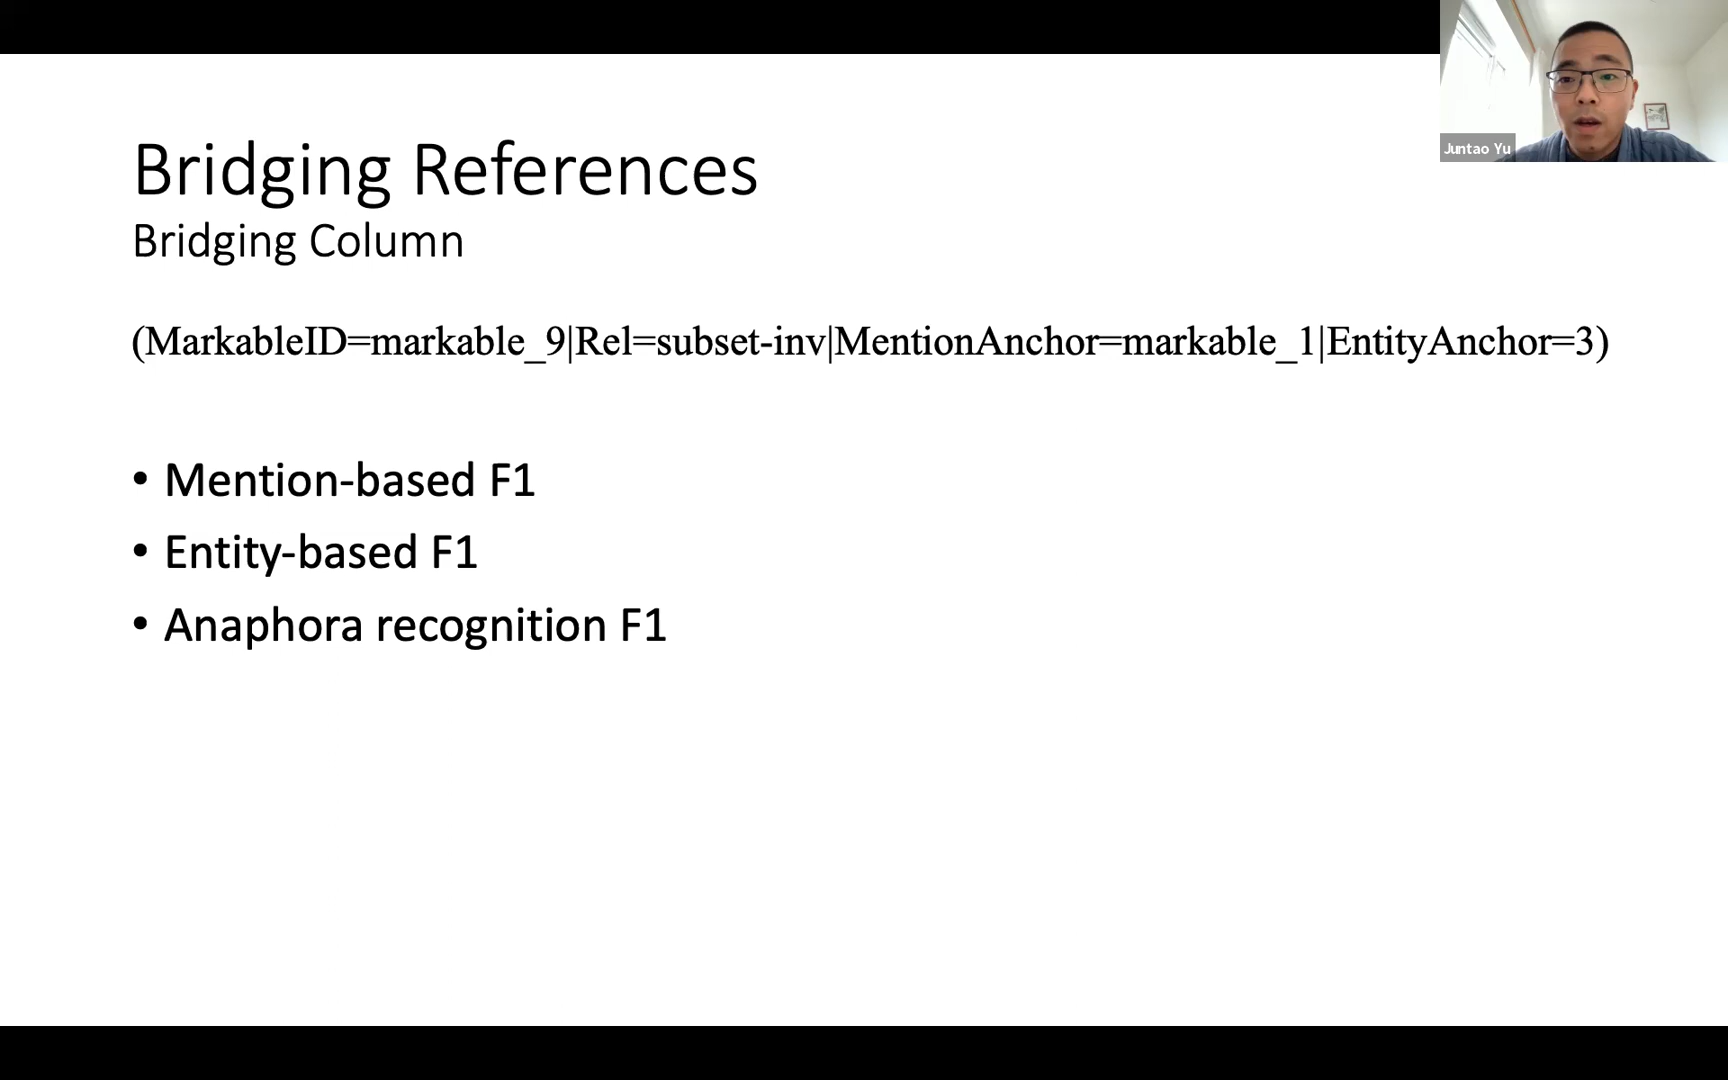 Juntao Yu
Bridging References
Bridging Column
(MarkableID=markable_9|Rel=subset-inv|MentionAnchor=markable_1|EntityAnchor=3)
• Mention-based F1
• Entity-based F1
• Anaphora recognition F1